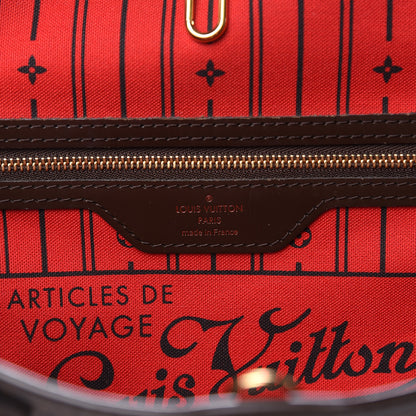 LOUIS VUITTON
PARIS
made in France
ARTICLES DE
VOYAGE
Louis Vuitton